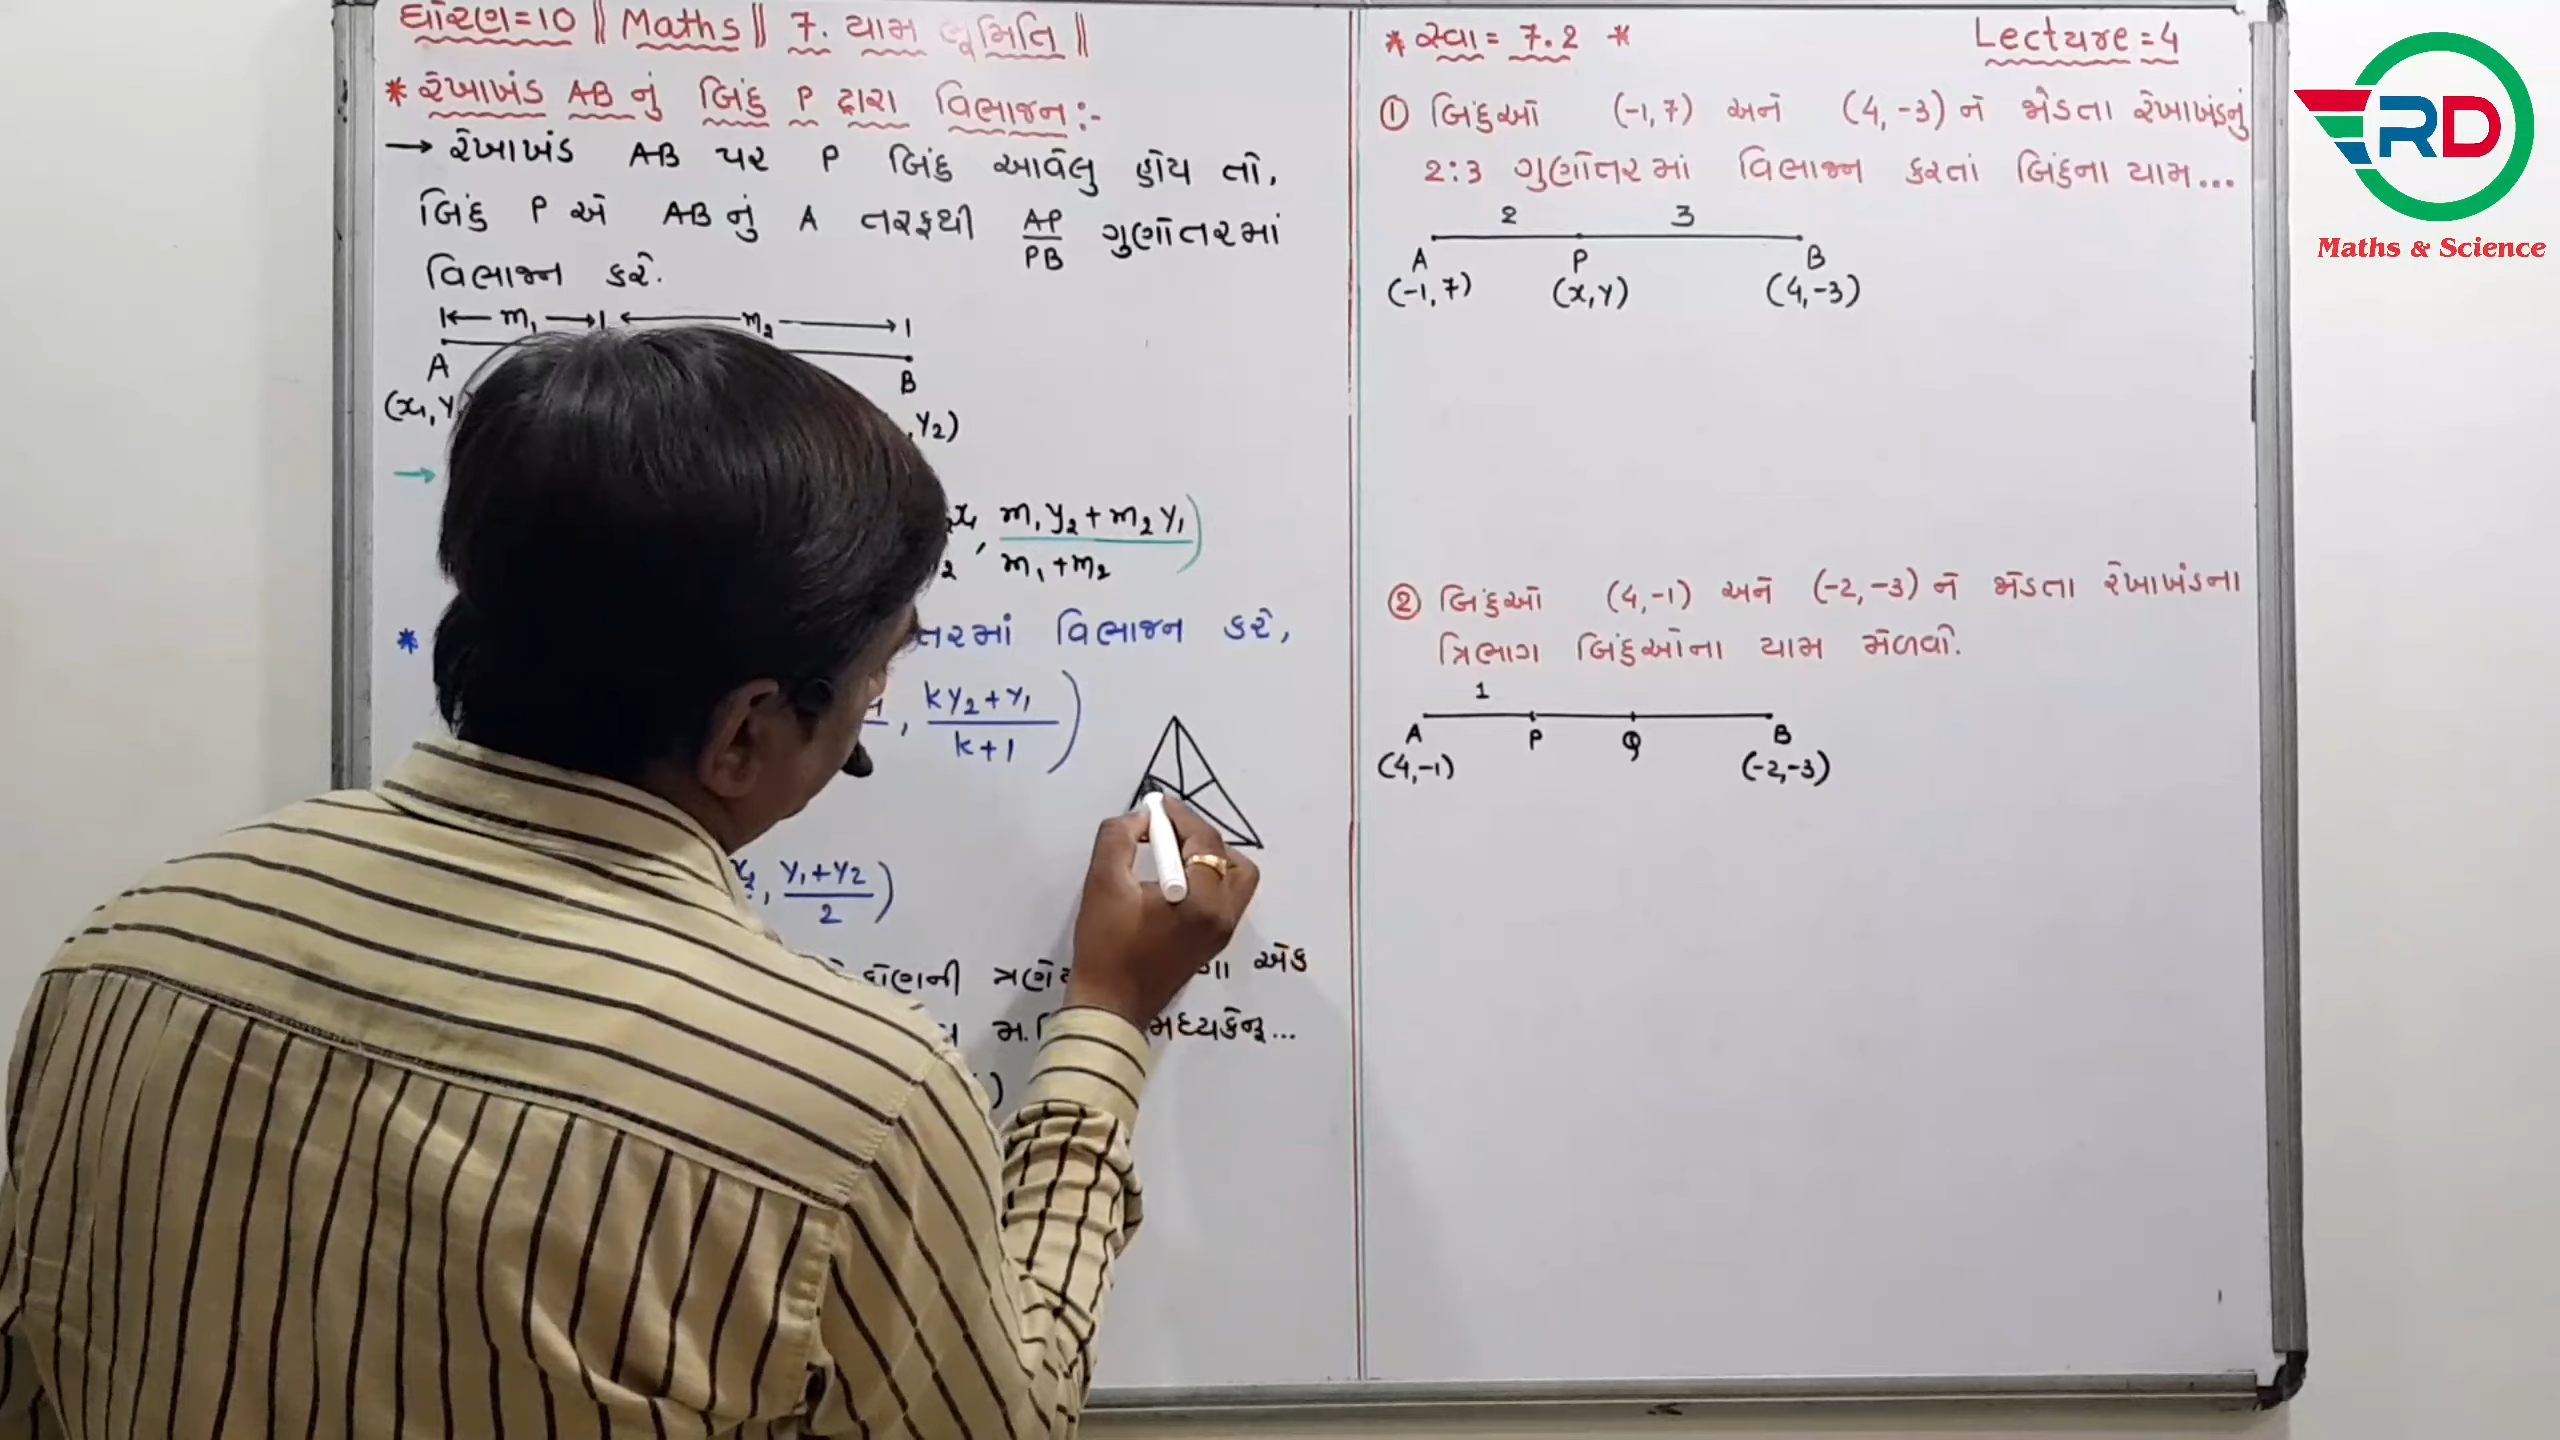 ધોરણ=10 || Maths || 7. યામ ભૂમિતિ ||
* રેખાખંડ AB નું બિંદુ P દ્વારા વિભાજન:-
→ રેખાખંડ AB પર P બિંદુ આવેલુ હોય તો,
બિંદુ P એ AB નું A તરફથી AP/PB ગુણોતરમાં
વિભાજન કરે.
m₁ m₂
A B
(x₁, y , y₂)
→
x₁, m₁y₂+m₂y₁ / m₁+m₂)
* તરમાં વિભાજન કરે,
, ky₂+y₁ / k+1)
x₂, y₁+y₂ / 2)
કોણની એક
મ. મધ્યકેન્દ્ર...
)
* સ્વા = 7.2 *
Lecture = 4
① બિંદુઓ (-1,7) અને (4,-3) ને જોડતા રેખાખંડનું
2:3 ગુણોતરમાં વિભાજન કરતાં બિંદુના યામ...
2 3
A P B
(-1,7) (x,y) (4,-3)
② બિંદુઓ (4,-1) અને (-2,-3) ને જોડતા રેખાખંડના
ત્રિભાગ બિંદુઓના યામ મેળવો.
1
A P Q B
(4,-1) (-2,-3)
RD
Maths & Science